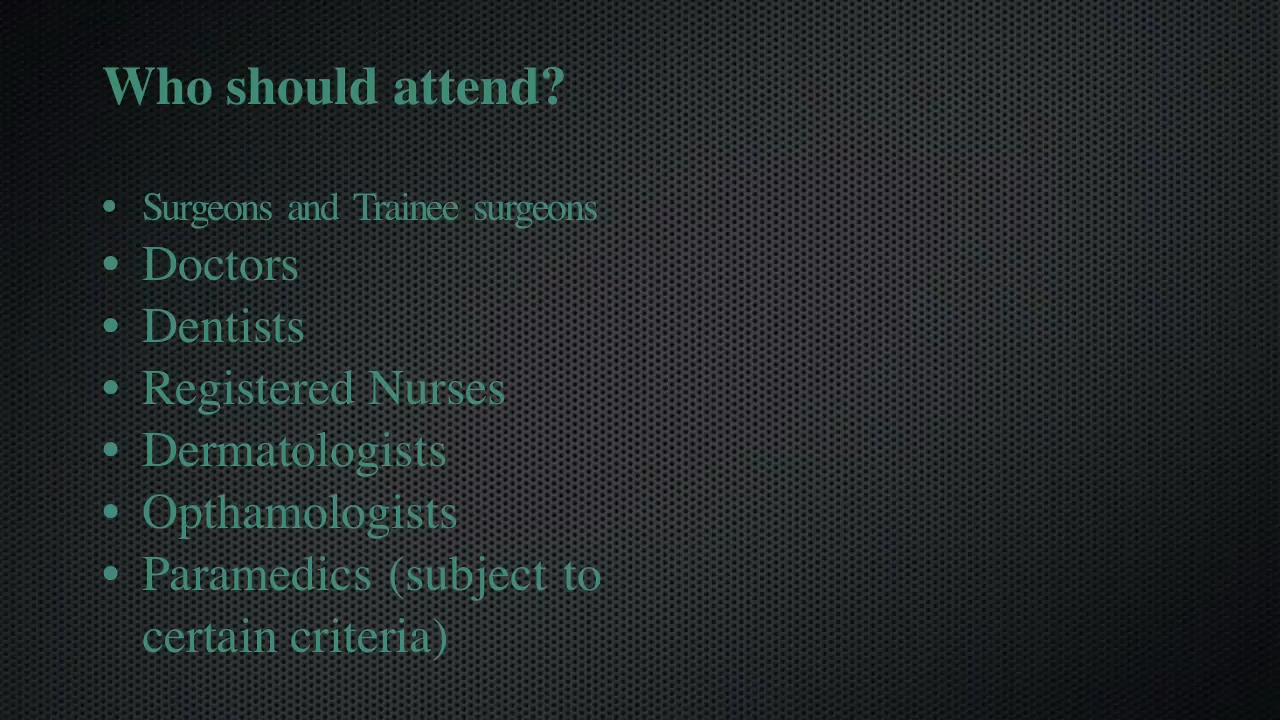 Who should attend?
• Surgeons and Trainee surgeons
• Doctors
• Dentists
• Registered Nurses
• Dermatologists
• Opthamologists
• Paramedics (subject to
certain criteria)